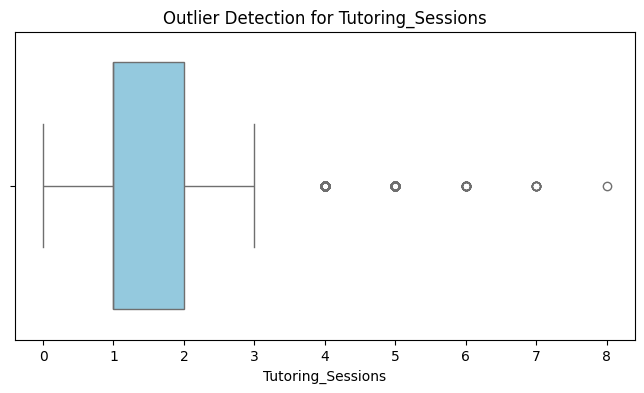 Outlier Detection for Tutoring_Sessions
0 1 2 3 4 5 6 7 8
Tutoring_Sessions